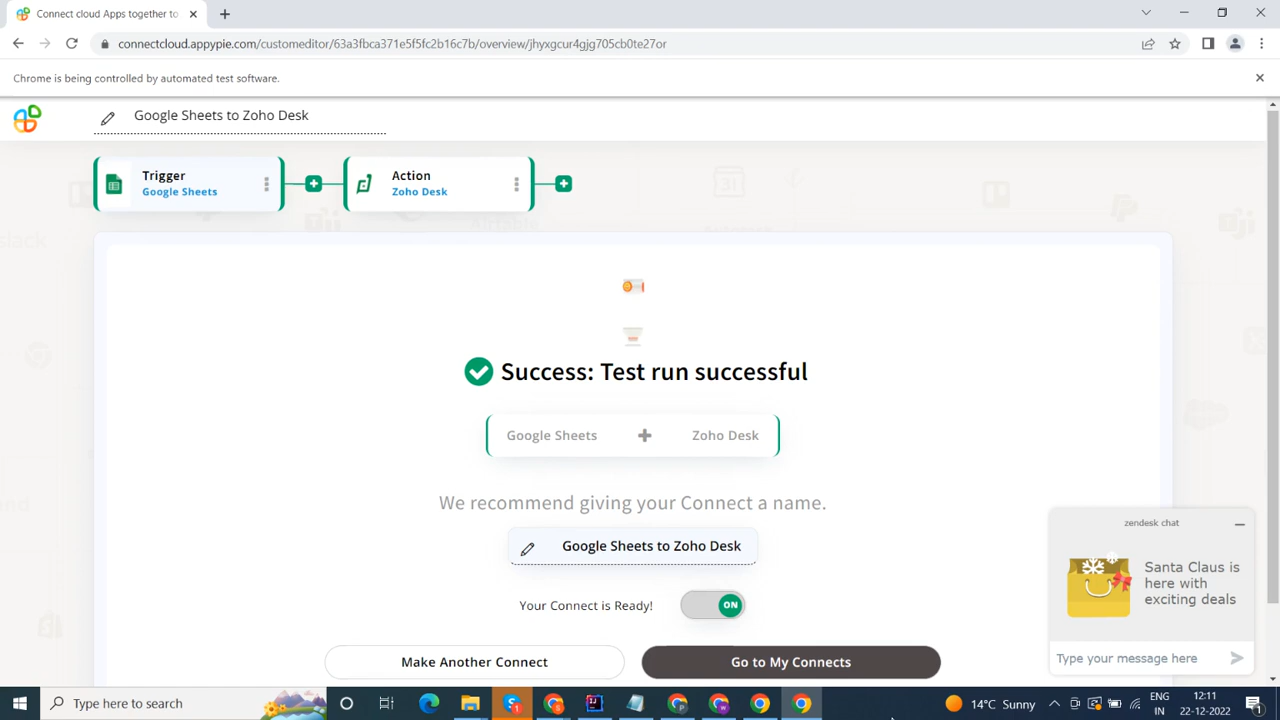 Connect cloud Apps together to
connectcloud.appypie.com/customeditor/63a3fbca371e5f5fc2b16c7b/overview/jhyxgcur4gjg705cb0te27or
Chrome is being controlled by automated test software.
Google Sheets to Zoho Desk
Trigger
Google Sheets
Action
Zoho Desk
Success: Test run successful
Google Sheets + Zoho Desk
We recommend giving your Connect a name.
Google Sheets to Zoho Desk
Your Connect is Ready! ON
Make Another Connect
Go to My Connects
zendesk chat
Santa Claus is
here with
exciting deals
Type your message here
Type here to search
14°C Sunny
ENG
IN
12:11
22-12-2022